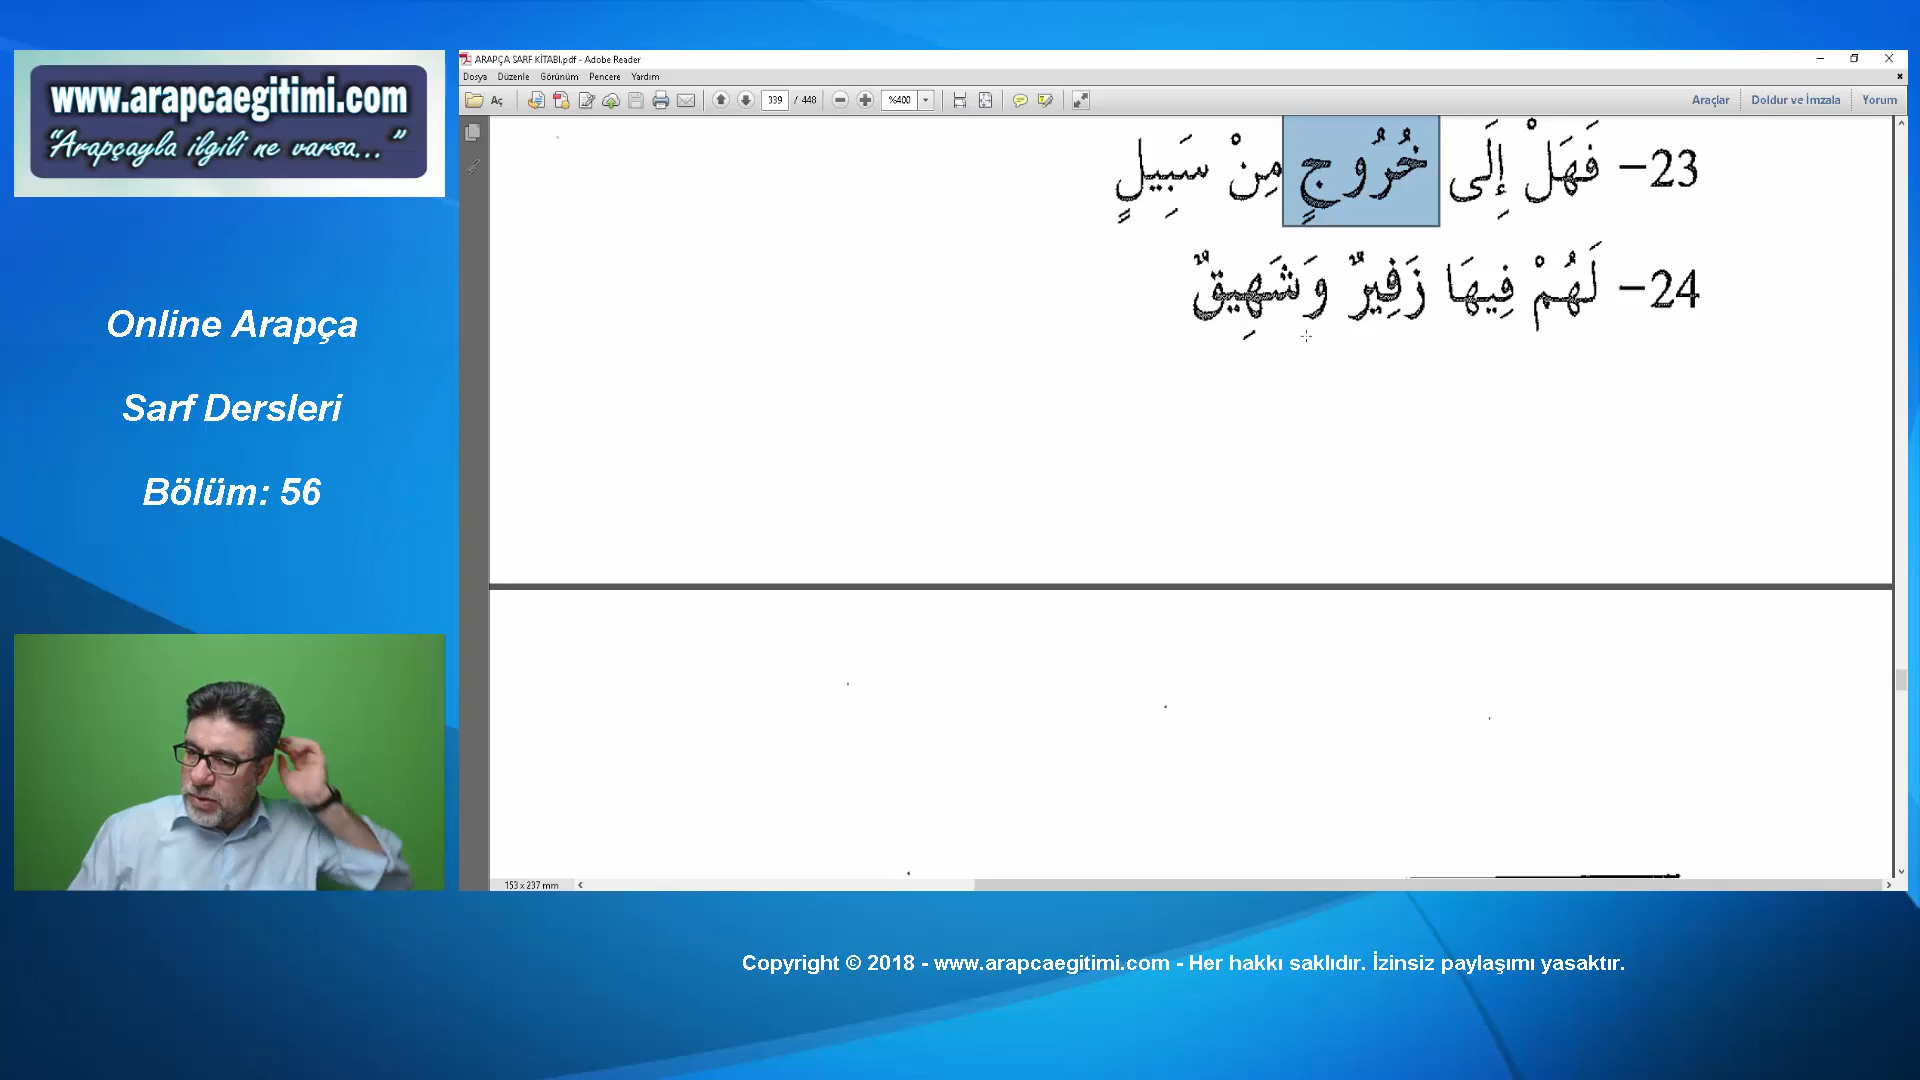 www.arapcaegitimi.com
“Arapçayla ilgili ne varsa...”
Online Arapça
Sarf Dersleri
Bölüm: 56
ARAPÇA SARF KİTABI.pdf - Adobe Reader
Dosya Düzenle Görünüm Pencere Yardım
Aç 339 / 448 %400 Araçlar Doldur ve İmzala Yorum
23– فَهَلْ إِلَى خُرُوجٍ مِنْ سَبِيلٍ
24– لَهُمْ فِيهَا زَفِيرٌ وَشَهِيقٌ
153 x 237 mm
Copyright © 2018 - www.arapcaegitimi.com - Her hakkı saklıdır. İzinsiz paylaşımı yasaktır.